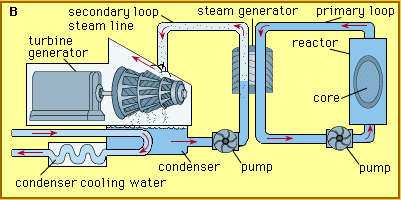 B
secondary loop
steam line
steam generator
primary loop
turbine
generator
reactor
core
condenser
pump
pump
condenser cooling water